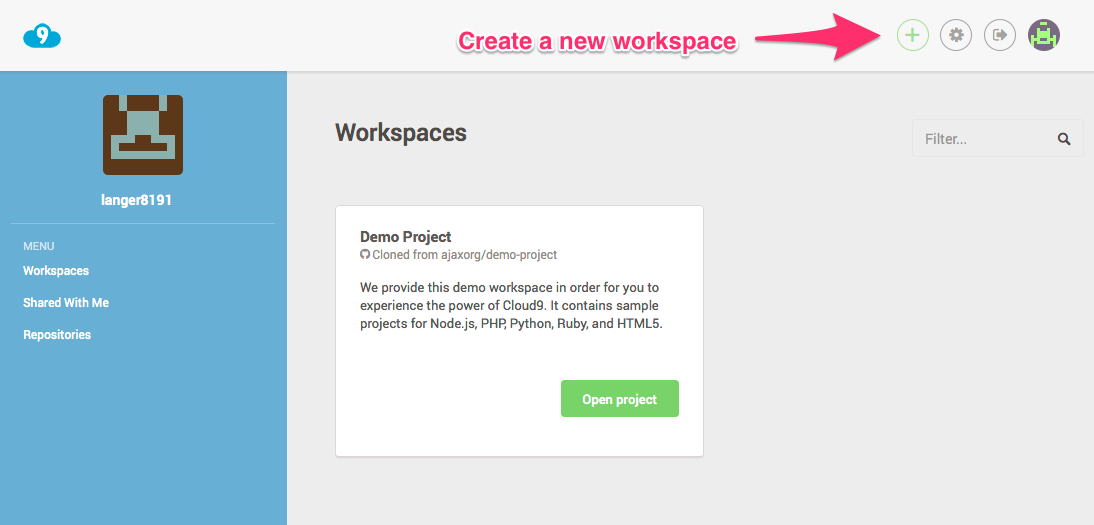 9
Create a new workspace
langer8191
MENU
Workspaces
Shared With Me
Repositories
Workspaces
Filter...
Demo Project
Cloned from ajaxorg/demo-project
We provide this demo workspace in order for you to
experience the power of Cloud9. It contains sample
projects for Node.js, PHP, Python, Ruby, and HTML5.
Open project